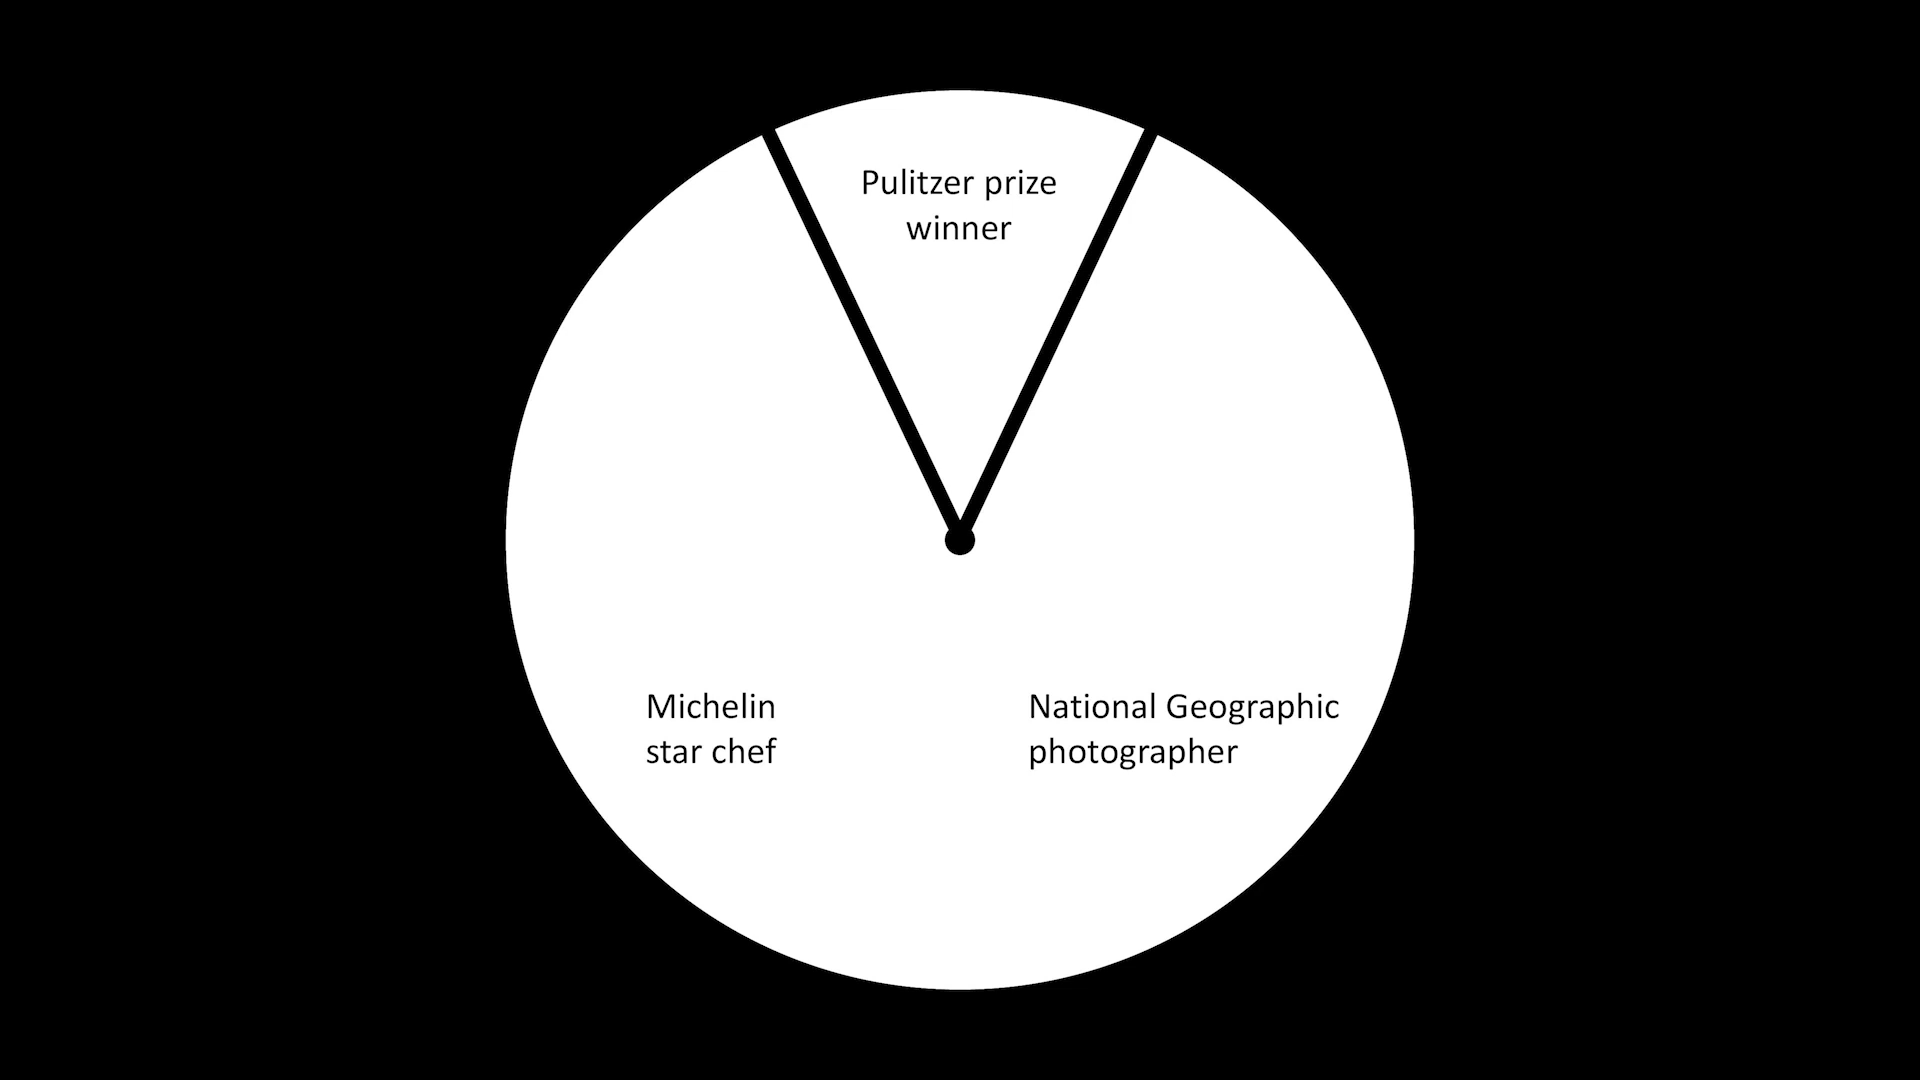 Pulitzer prize
winner
Michelin
star chef
National Geographic
photographer